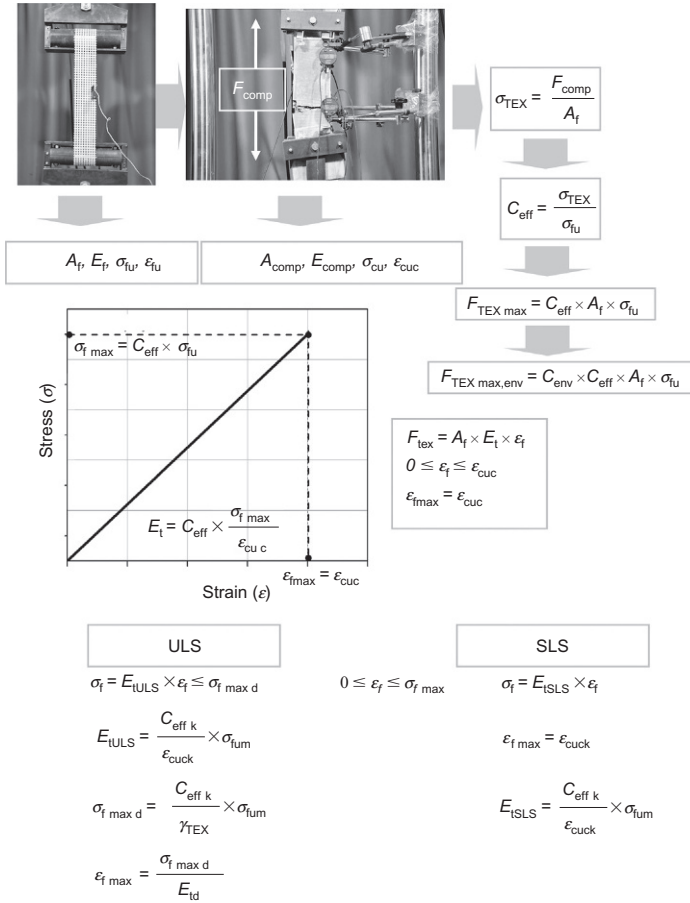 F_comp
σ_TEX = F_comp / A_f
C_eff = σ_TEX / σ_fu
A_f, E_f, σ_fu, ε_fu
A_comp, E_comp, σ_cu, ε_cuc
F_TEX max = C_eff × A_f × σ_fu
F_TEX max,env = C_env × C_eff × A_f × σ_fu
σ_f max = C_eff × σ_fu
Stress (σ)
E_t = C_eff × σ_f max / ε_cu c
ε_fmax = ε_cuc
Strain (ε)
F_tex = A_f × E_t × ε_f
0 ≤ ε_f ≤ ε_cuc
ε_fmax = ε_cuc
ULS
SLS
σ_f = E_tULS × ε_f ≤ σ_f max d
0 ≤ ε_f ≤ σ_f max
σ_f = E_tSLS × ε_f
E_tULS = C_eff k / ε_cuck × σ_fum
ε_f max = ε_cuck
σ_f max d = C_eff k / γ_TEX × σ_fum
E_tSLS = C_eff k / ε_cuck × σ_fum
ε_f max = σ_f max d / E_td